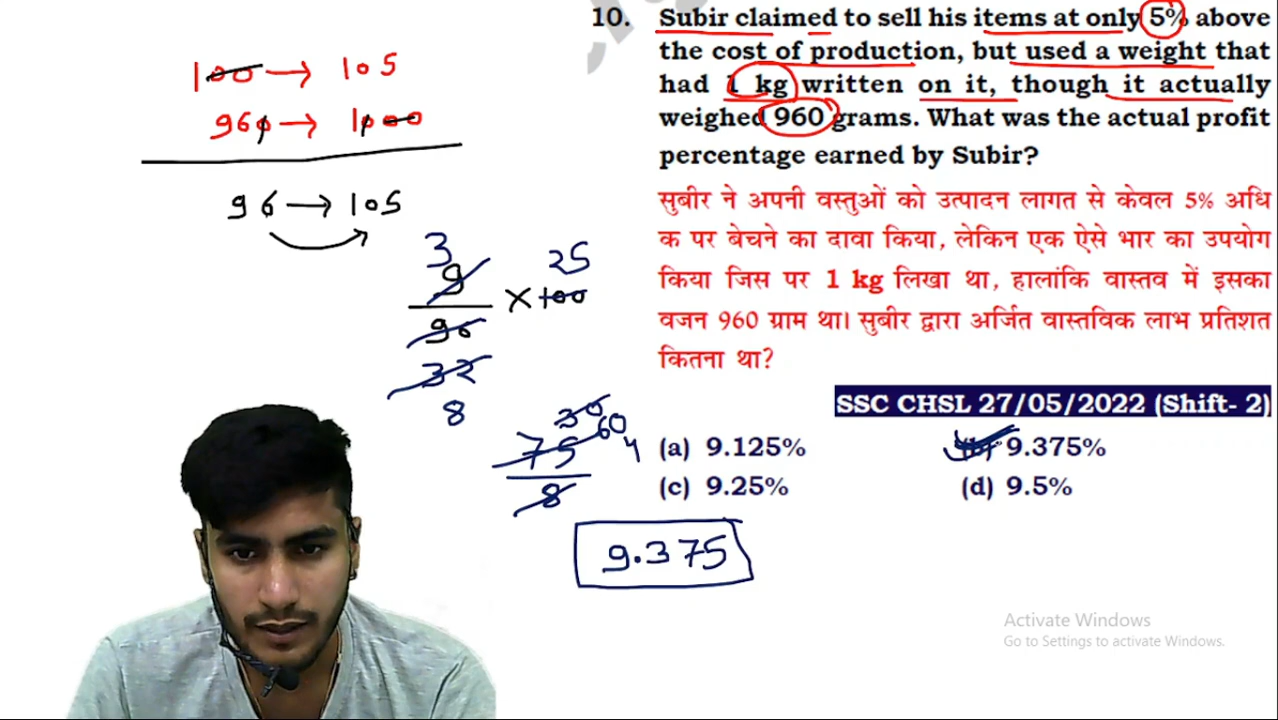 10. Subir claimed to sell his items at only 5% above
the cost of production, but used a weight that
had 1 kg written on it, though it actually
weighed 960 grams. What was the actual profit
percentage earned by Subir?
सुबीर ने अपनी वस्तुओं को उत्पादन लागत से केवल 5% अधि
क पर बेचने का दावा किया, लेकिन एक ऐसे भार का उपयोग
किया जिस पर 1 kg लिखा था, हालांकि वास्तव में इसका
वजन 960 ग्राम था। सुबीर द्वारा अर्जित वास्तविक लाभ प्रतिशत
कितना था?
SSC CHSL 27/05/2022 (Shift- 2)
(a) 9.125% (b) 9.375%
(c) 9.25% (d) 9.5%
100 → 105
960 → 1000
96 → 105
3
9 25
× 100
96
32
8
30
60
75 4
8
9.375
Activate Windows
Go to Settings to activate Windows.